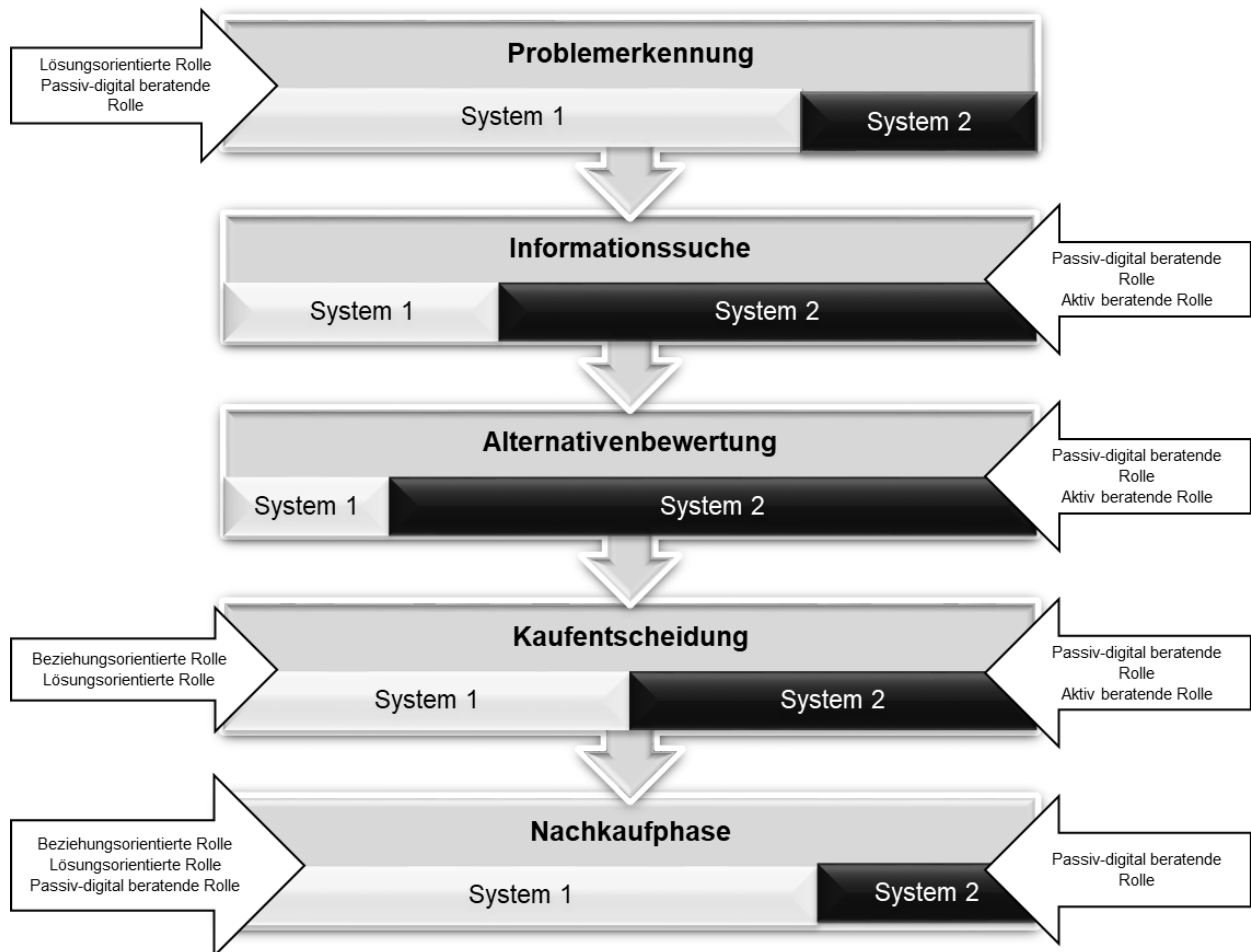 Problemerkennung
Lösungsorientierte Rolle
Passiv-digital beratende
Rolle
System 1
System 2
Informationssuche
System 1
System 2
Passiv-digital beratende
Rolle
Aktiv beratende Rolle
Alternativenbewertung
System 1
System 2
Passiv-digital beratende
Rolle
Aktiv beratende Rolle
Kaufentscheidung
Beziehungsorientierte Rolle
Lösungsorientierte Rolle
System 1
System 2
Passiv-digital beratende
Rolle
Aktiv beratende Rolle
Nachkaufphase
Beziehungsorientierte Rolle
Lösungsorientierte Rolle
Passiv-digital beratende Rolle
System 1
System 2
Passiv-digital beratende
Rolle